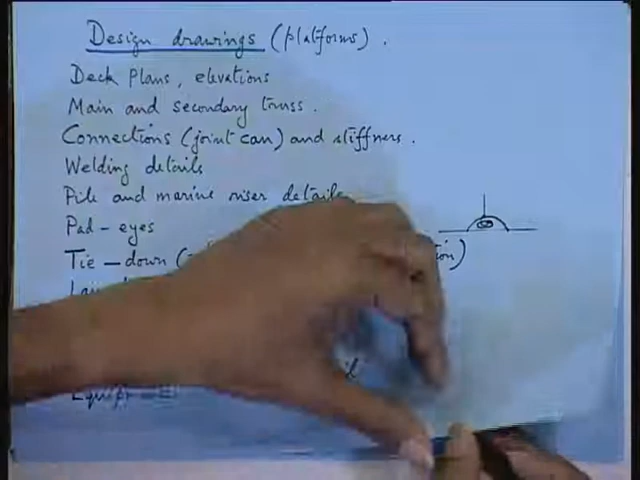 Design drawings (platforms).
Deck Plans, elevations
Main and secondary truss.
Connections (joint can) and stiffners.
Welding details
Pile and marine riser details
Pad-eyes
Tie-down